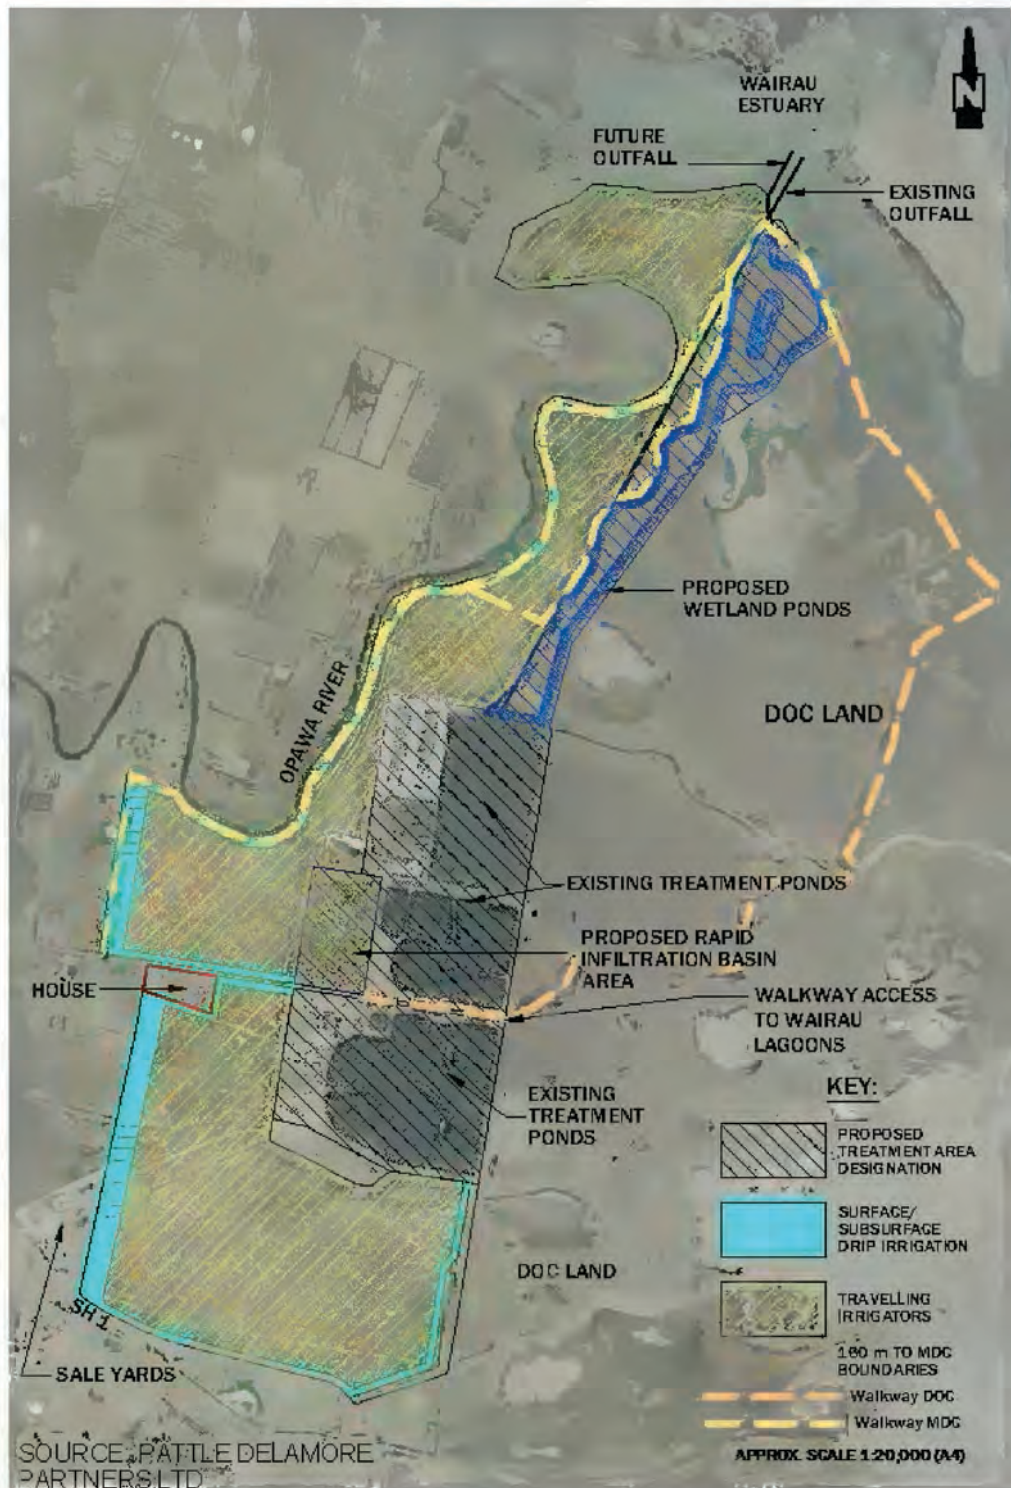 N
WAIRAU
ESTUARY
FUTURE
OUTFALL
EXISTING
OUTFALL
PROPOSED
WETLAND PONDS
OPAWA RIVER
DOC LAND
EXISTING TREATMENT PONDS
PROPOSED RAPID
INFILTRATION BASIN
AREA
HOUSE
WALKWAY ACCESS
TO WAIRAU
LAGOONS
EXISTING
TREATMENT
PONDS
DOC LAND
SH 1
SALE YARDS
KEY:
PROPOSED
TREATMENT AREA
DESIGNATION
SURFACE/
SUBSURFACE
DRIP IRRIGATION
TRAVELLING
IRRIGATORS
100 m TO MDC
BOUNDARIES
Walkway DOC
Walkway MDC
APPROX. SCALE 1:20,000 (A4)
SOURCE: PATTLE DELAMORE
PARTNERS LTD